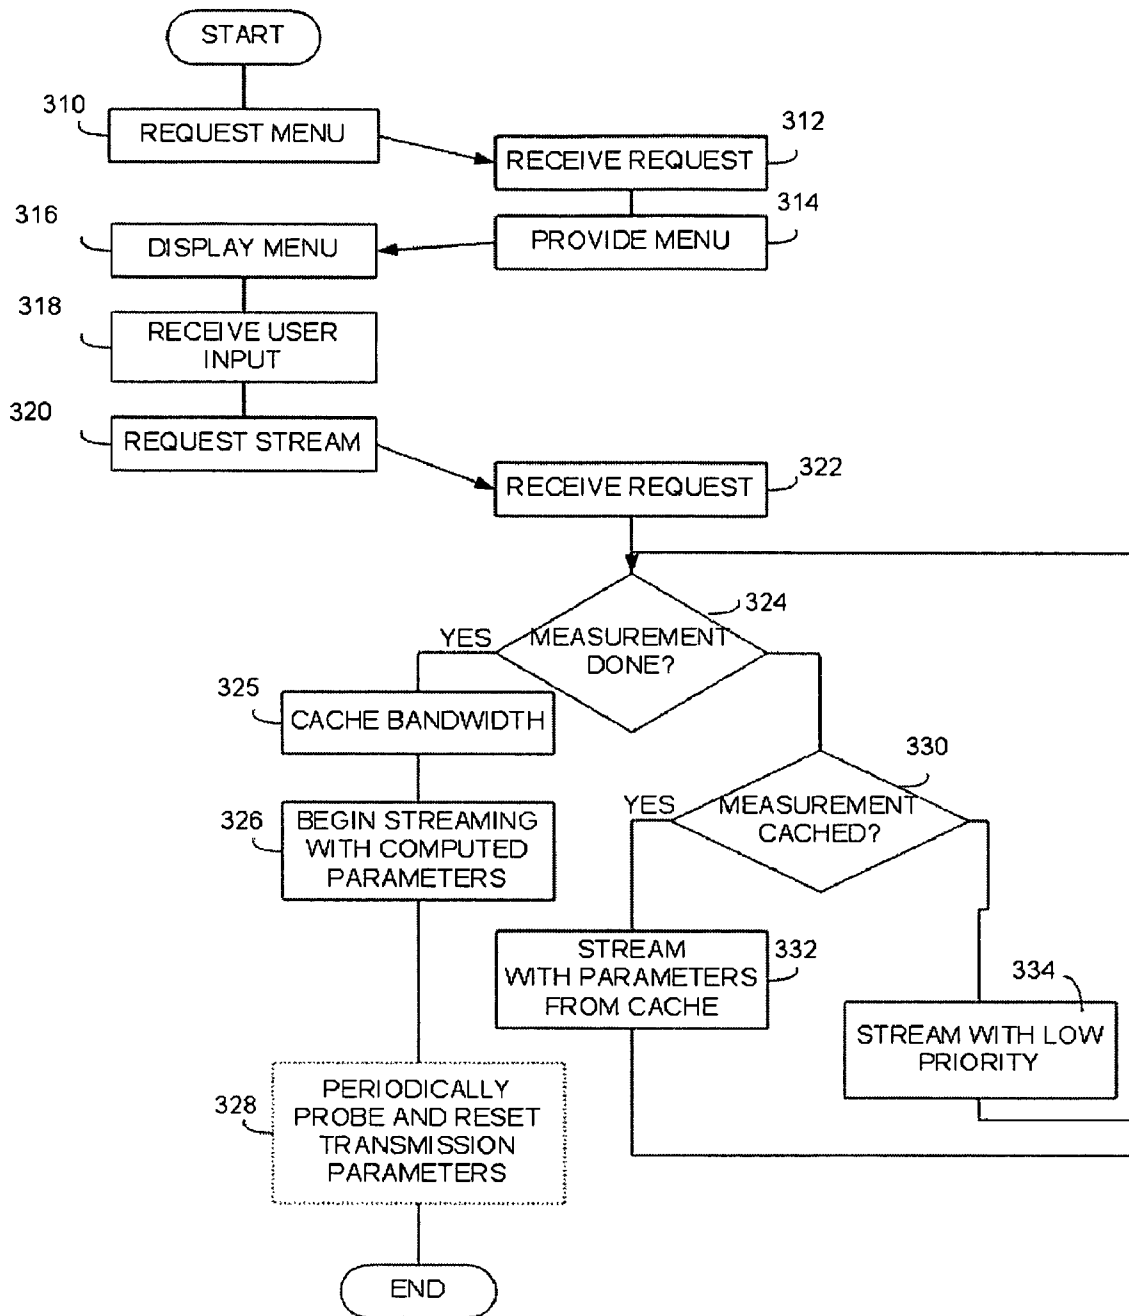 START
310
REQUEST MENU
312
RECEIVE REQUEST
314
PROVIDE MENU
316
DISPLAY MENU
318
RECEIVE USER
INPUT
320
REQUEST STREAM
322
RECEIVE REQUEST
324
MEASUREMENT
DONE?
YES
325
CACHE BANDWIDTH
326
BEGIN STREAMING
WITH COMPUTED
PARAMETERS
330
MEASUREMENT
CACHED?
YES
332
STREAM
WITH PARAMETERS
FROM CACHE
334
STREAM WITH LOW
PRIORITY
328
PERIODICALLY
PROBE AND RESET
TRANSMISSION
PARAMETERS
END